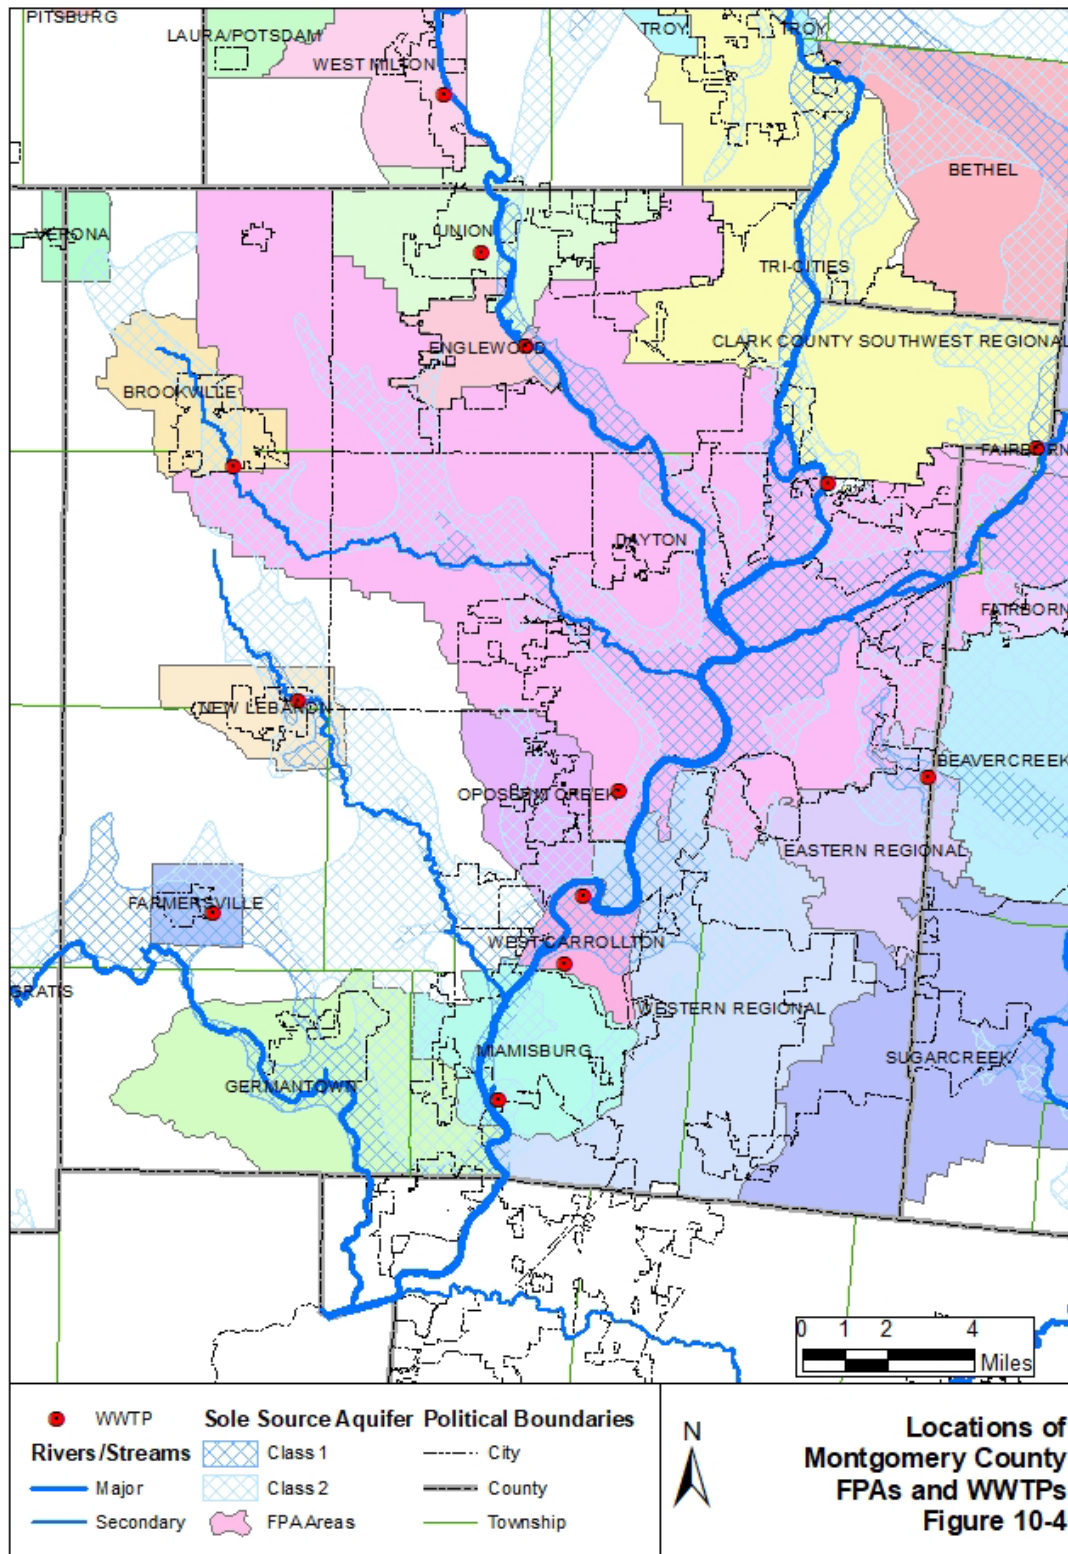 PITSBURG
LAURA/POTSDAM
TROY
TROY
WEST MILTON
BETHEL
VERONA
UNION
TRI-CITIES
ENGLEWOOD
CLARK COUNTY SOUTHWEST REGIONAL
BROOKVILLE
FAIRBORN
DAYTON
FAIRBORN
NEW LEBANON
BEAVERCREEK
OPOSSUM CREEK
EASTERN REGIONAL
FARMERSVILLE
WEST CARROLLTON
GRATIS
WESTERN REGIONAL
MIAMISBURG
SUGARCREEK
GERMANTOWN
0 1 2 4
Miles
WWTP
Rivers/Streams
Major
Secondary
Sole Source Aquifer
Class 1
Class 2
FPA Areas
Political Boundaries
City
County
Township
N
Locations of
Montgomery County
FPAs and WWTPs
Figure 10-4